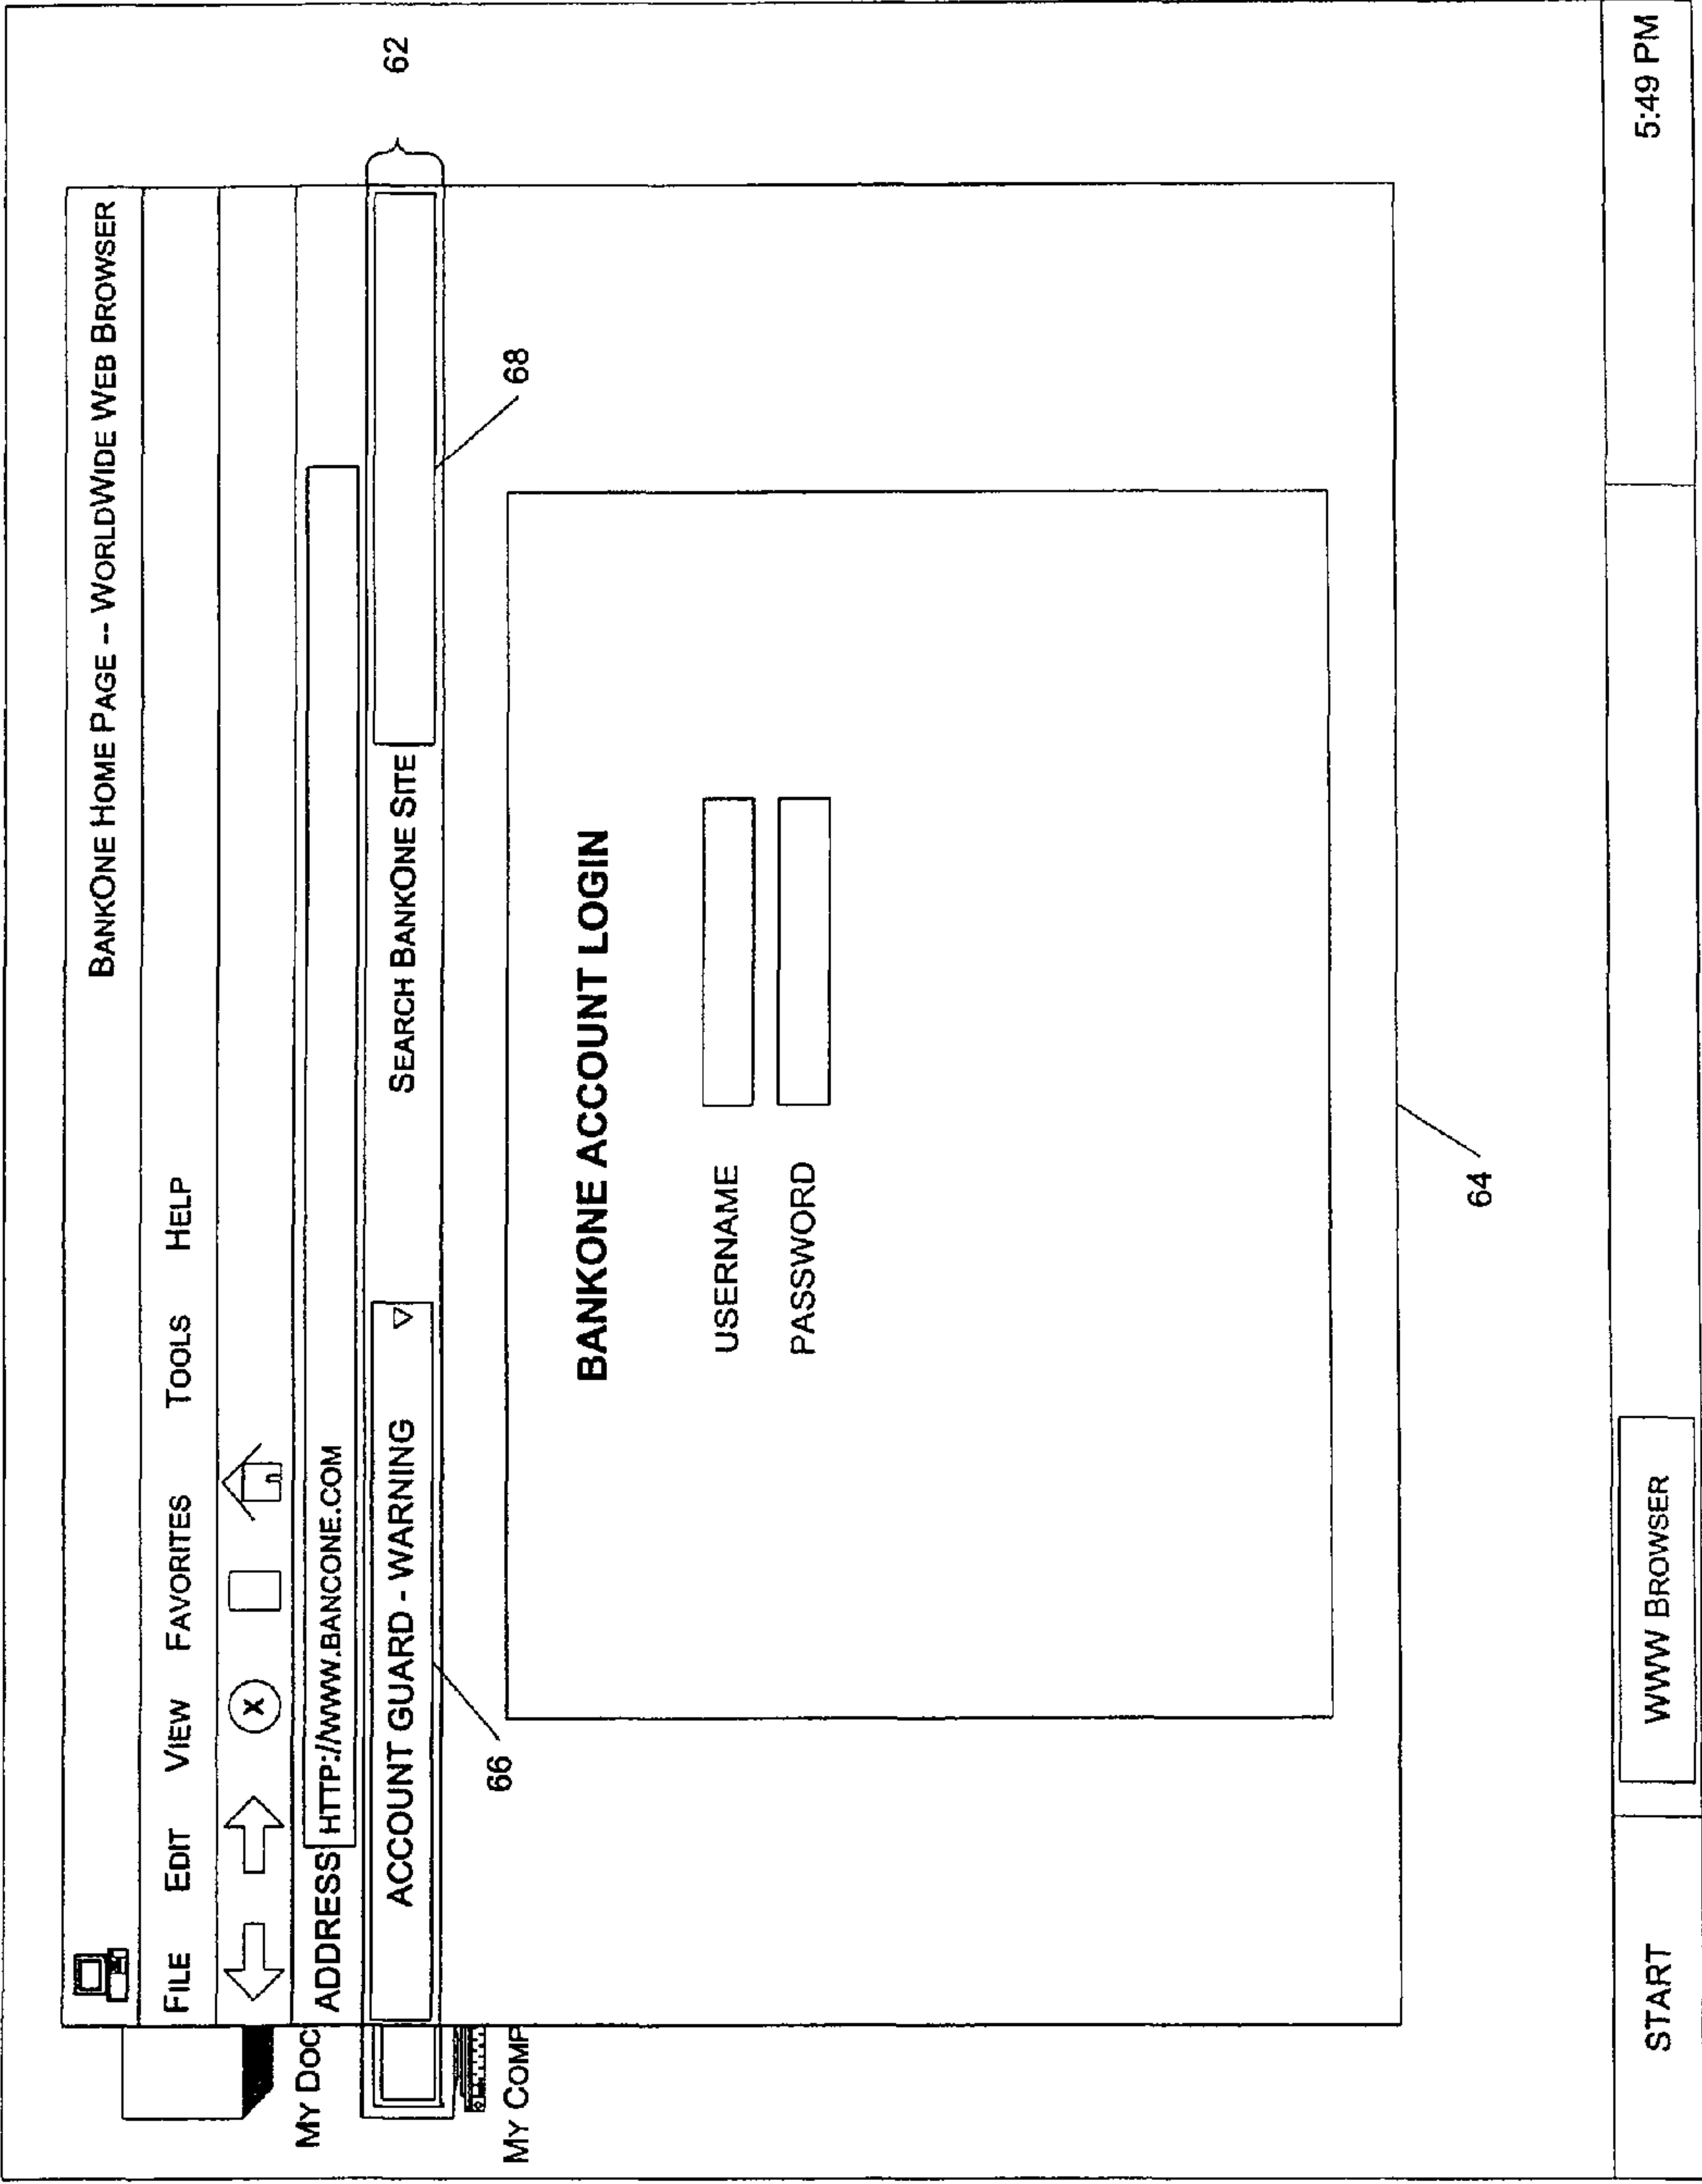 BANKONE HOME PAGE -- WORLDWIDE WEB BROWSER
FILE EDIT VIEW FAVORITES TOOLS HELP
X
MY DOC
ADDRESS HTTP://WWW.BANCONE.COM
ACCOUNT GUARD - WARNING SEARCH BANKONE SITE
62
66
68
MY COMP
BANKONE ACCOUNT LOGIN
USERNAME
PASSWORD
64
START WWW BROWSER 5:49 PM